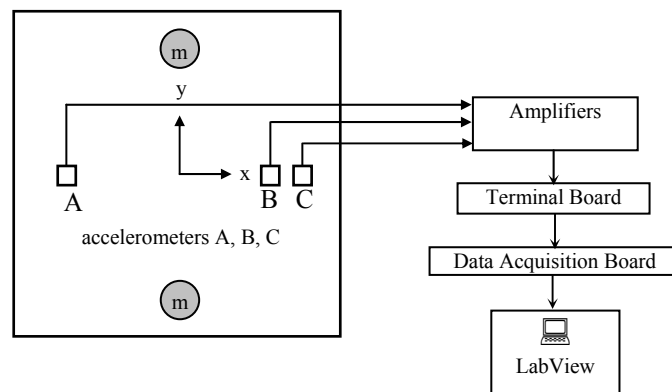 m
y
Amplifiers
x
A
B
C
Terminal Board
accelerometers A, B, C
Data Acquisition Board
m
LabView